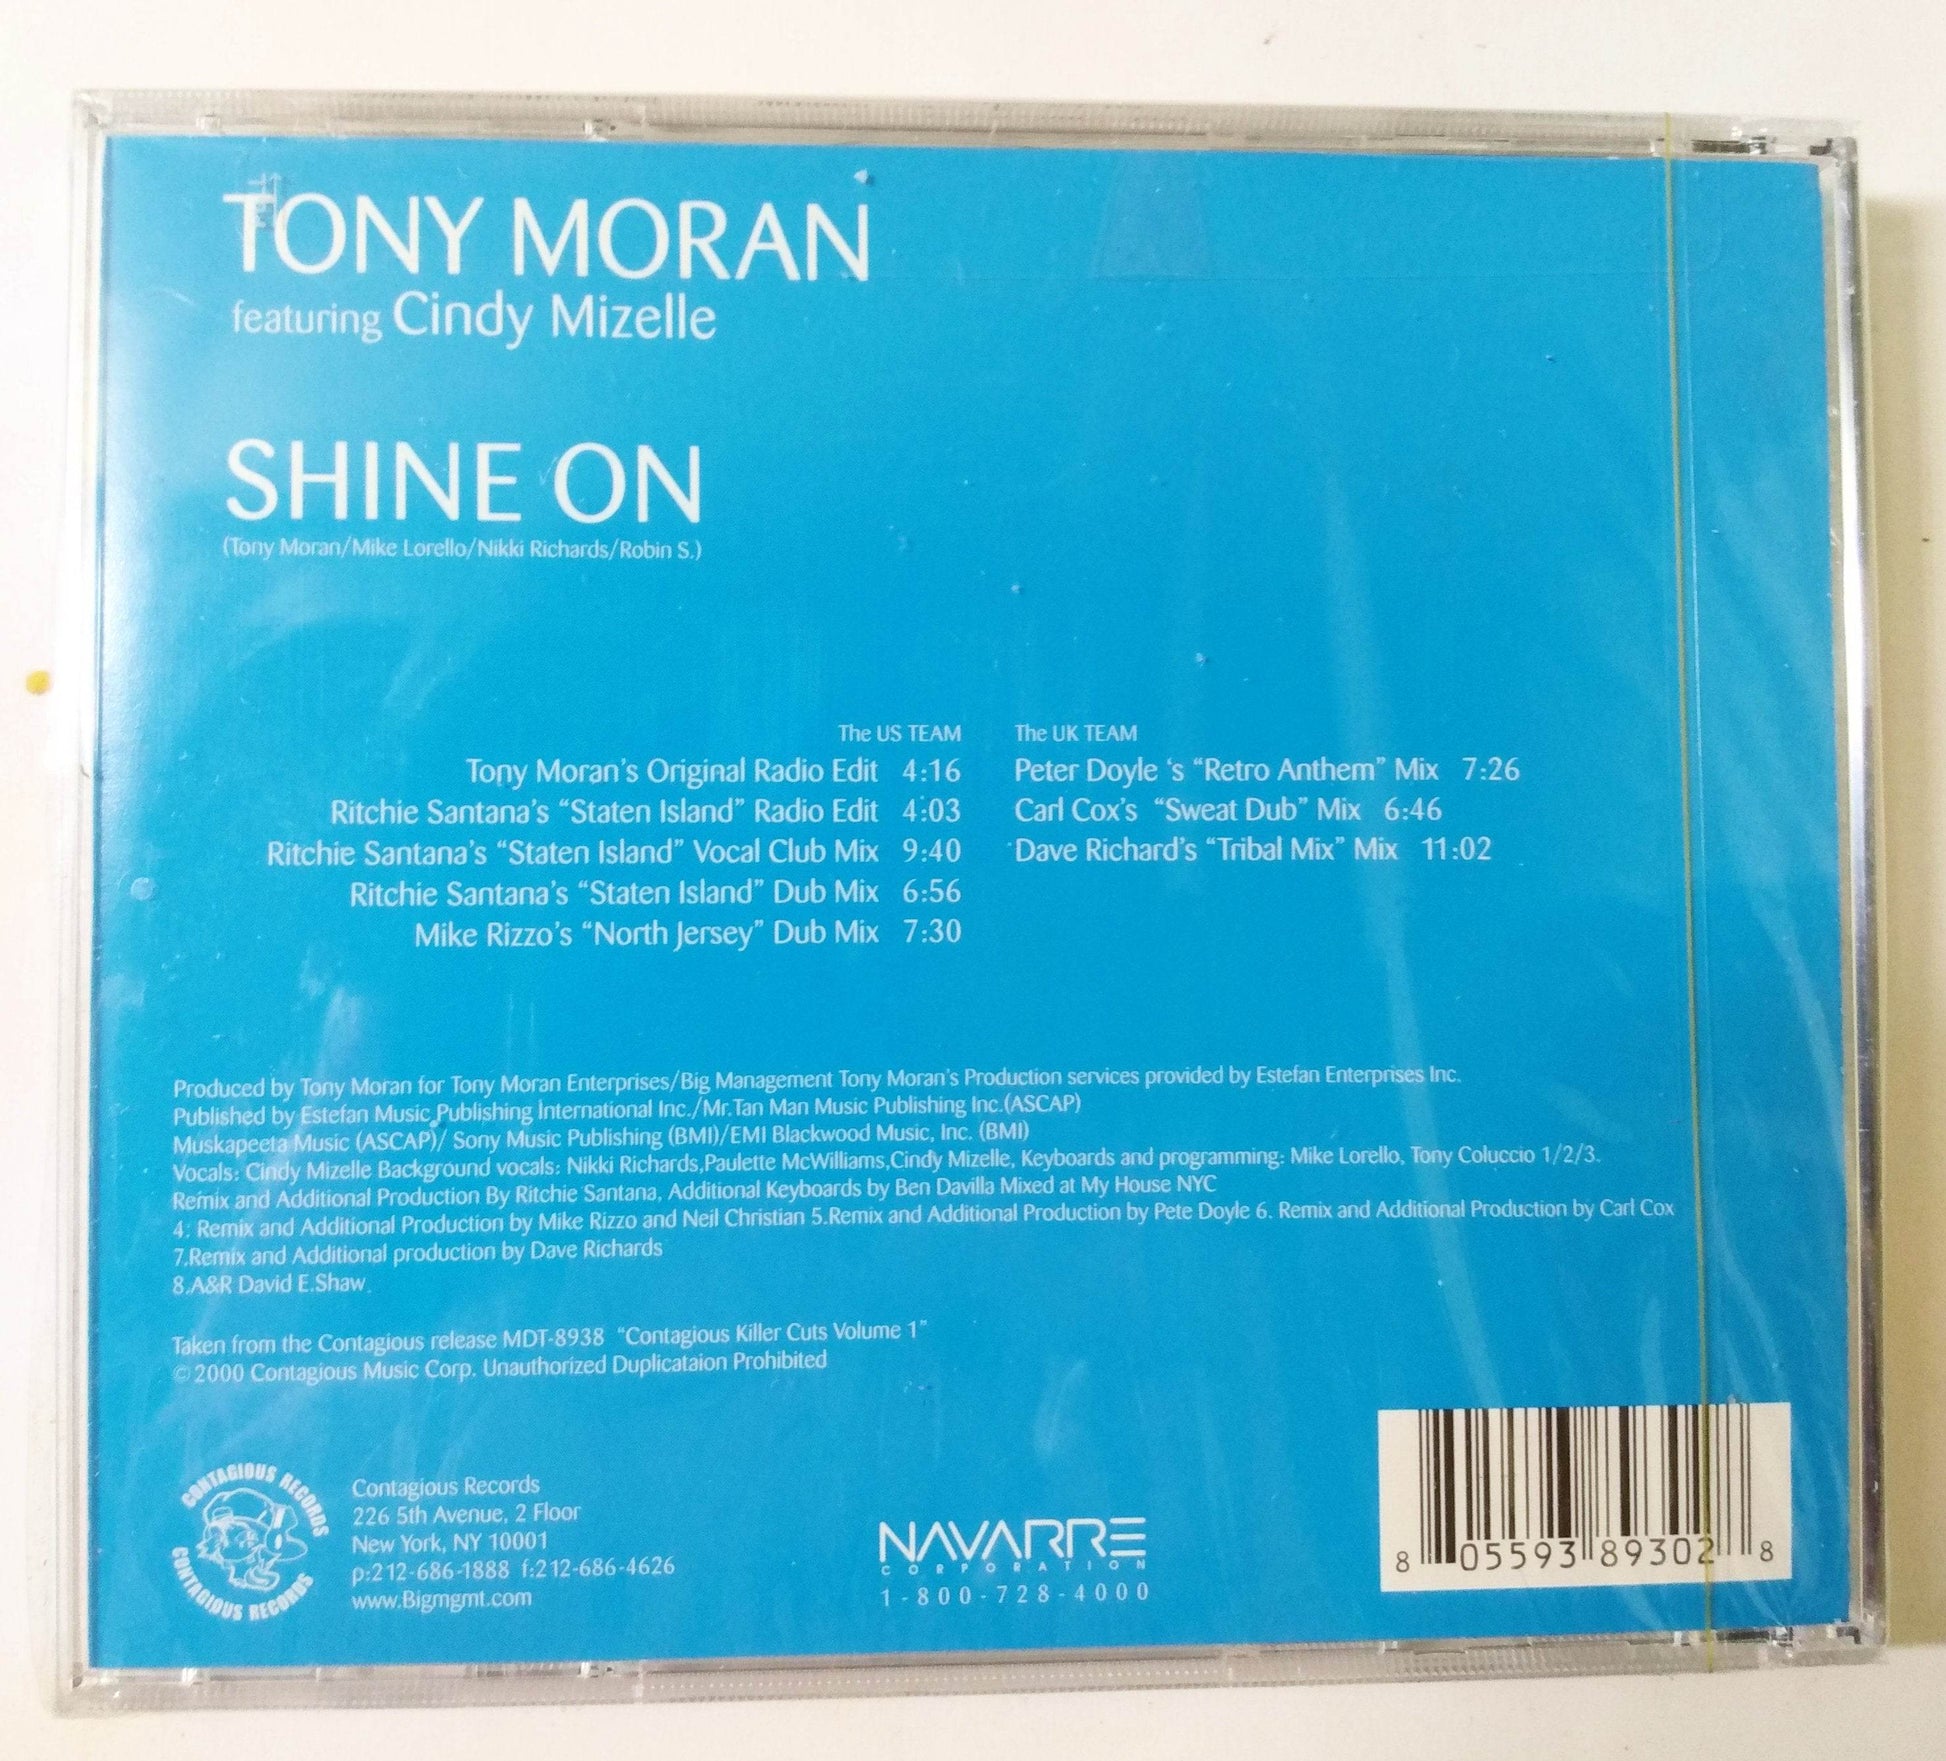 TONY MORAN
featuring Cindy Mizelle
SHINE ON
(Tony Moran/Mike Lorello/Nikki Richards/Robin S.)
The US TEAM
Tony Moran's Original Radio Edit 4:16
Ritchie Santana's "Staten Island" Radio Edit 4:03
Ritchie Santana's "Staten Island" Vocal Club Mix 9:40
Ritchie Santana's "Staten Island" Dub Mix 6:56
Mike Rizzo's "North Jersey" Dub Mix 7:30
The UK TEAM
Peter Doyle 's "Retro Anthem" Mix 7:26
Carl Cox's "Sweat Dub" Mix 6:46
Dave Richard's "Tribal Mix" Mix 11:02
Produced by Tony Moran for Tony Moran Enterprises/Big Management Tony Moran's Production services provided by Estefan Enterprises Inc.
Published by Estefan Music Publishing International Inc./Mr.Tan Man Music Publishing Inc.(ASCAP)
Muskapeeta Music (ASCAP)/ Sony Music Publishing (BMI)/EMI Blackwood Music, Inc. (BMI)
Vocals: Cindy Mizelle Background vocals: Nikki Richards,Paulette McWilliams,Cindy Mizelle, Keyboards and programming: Mike Lorello, Tony Coluccio 1/2/3.
Remix and Additional Production By Ritchie Santana, Additional Keyboards by Ben Davilla Mixed at My House NYC
4: Remix and Additional Production by Mike Rizzo and Neil Christian 5.Remix and Additional Production by Pete Doyle 6. Remix and Additional Production by Carl Cox
7.Remix and Additional production by Dave Richards
8.A&R David E.Shaw
Taken from the Contagious release MDT-8938 "Contagious Killer Cuts Volume 1"
©2000 Contagious Music Corp. Unauthorized Duplicataion Prohibited
CONTAGIOUS RECORDS
CONTAGIOUS RECORDS
Contagious Records
226 5th Avenue, 2 Floor
New York, NY 10001
p:212-686-1888 f:212-686-4626
www.Bigmgmt.com
NAVARRE
CORPORATION
1-800-728-4000
8 05593 89302 8